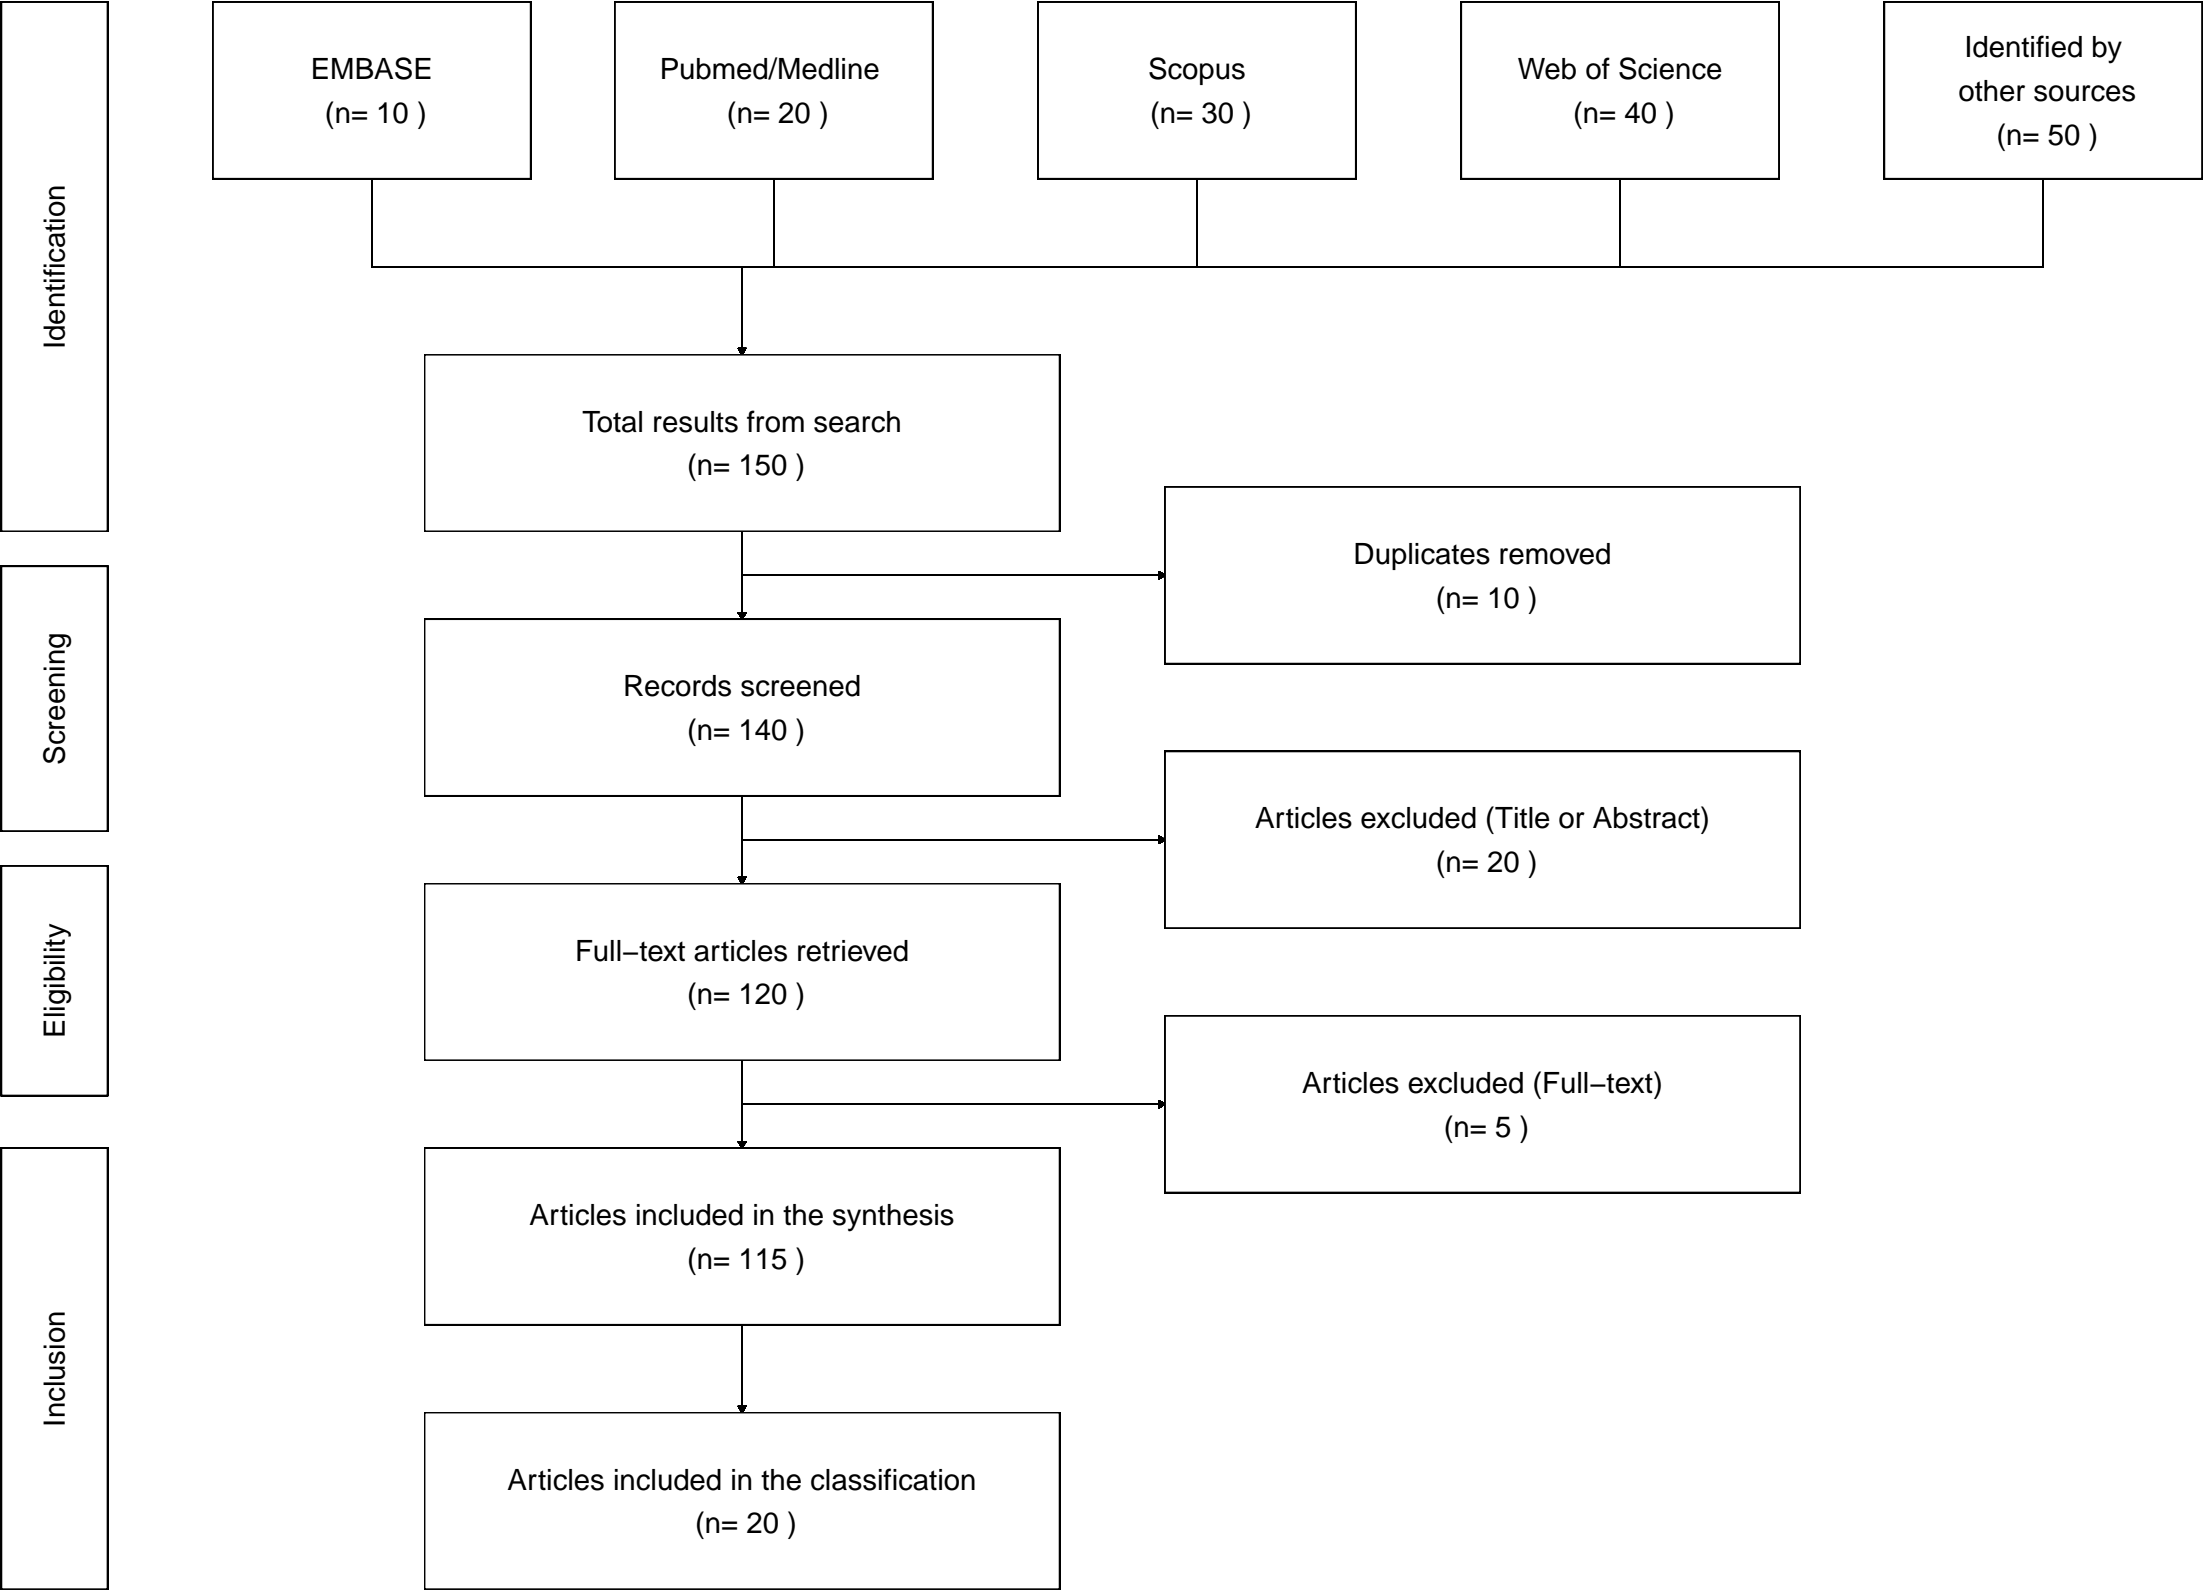 Identification
EMBASE
(n= 10 )
Pubmed/Medline
(n= 20 )
Scopus
(n= 30 )
Web of Science
(n= 40 )
Identified by
other sources
(n= 50 )
Total results from search
(n= 150 )
Duplicates removed
(n= 10 )
Screening
Records screened
(n= 140 )
Articles excluded (Title or Abstract)
(n= 20 )
Eligibility
Full−text articles retrieved
(n= 120 )
Articles excluded (Full−text)
(n= 5 )
Inclusion
Articles included in the synthesis
(n= 115 )
Articles included in the classification
(n= 20 )